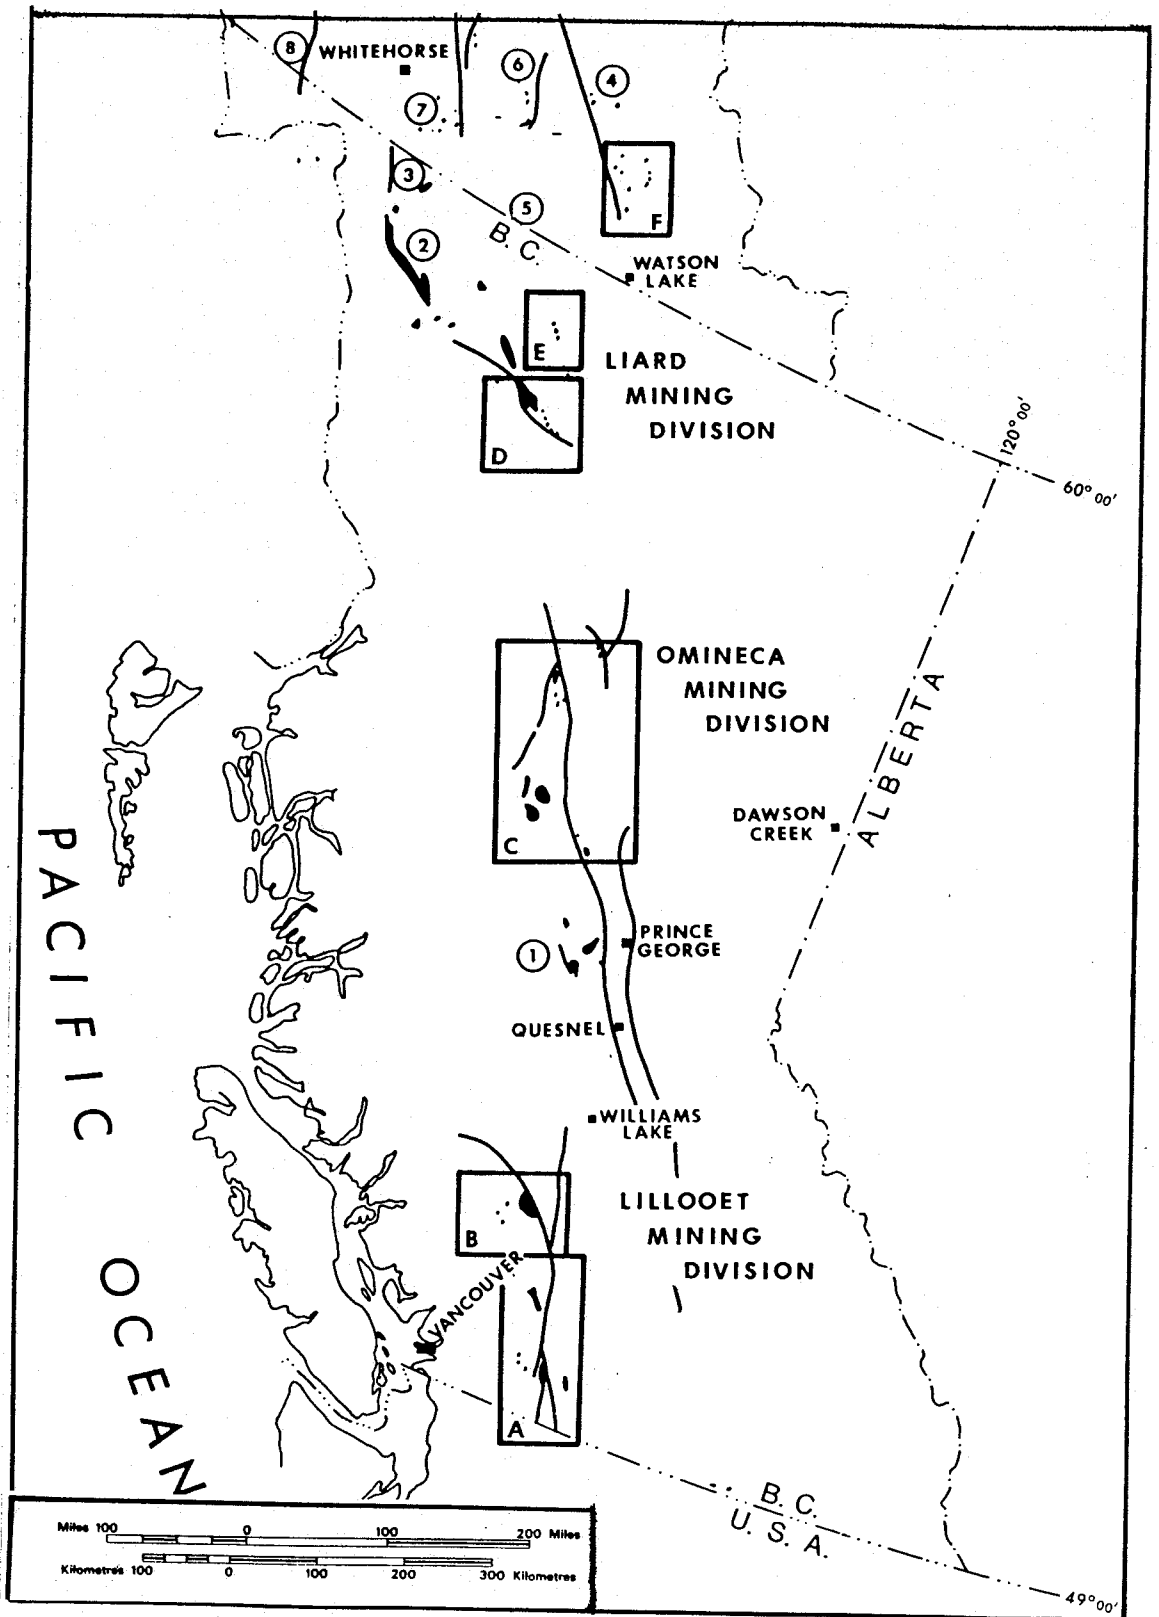 8
WHITEHORSE
6
4
7
3
5
B.C.
2
F
WATSON
LAKE
E
LIARD
MINING
DIVISION
D
120°00'
60°00'
OMINECA
MINING
DIVISION
ALBERTA
DAWSON
CREEK
C
PACIFIC
OCEAN
1
PRINCE
GEORGE
QUESNEL
WILLIAMS
LAKE
LILLOOET
MINING
DIVISION
B
VANCOUVER
A
B.C.
U.S.A.
49°00'
Miles 100 0 100 200 Miles
Kilometres 100 0 100 200 300 Kilometres